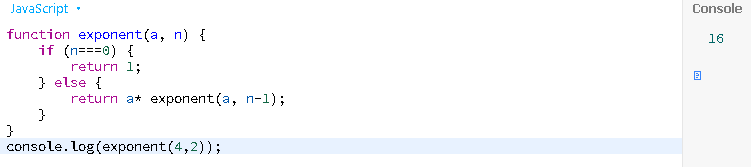 JavaScript
Console
function exponent(a, n) {
    if (n===0) {
        return 1;
    } else {
        return a* exponent(a, n-1);
    }
}
console.log(exponent(4,2));
16